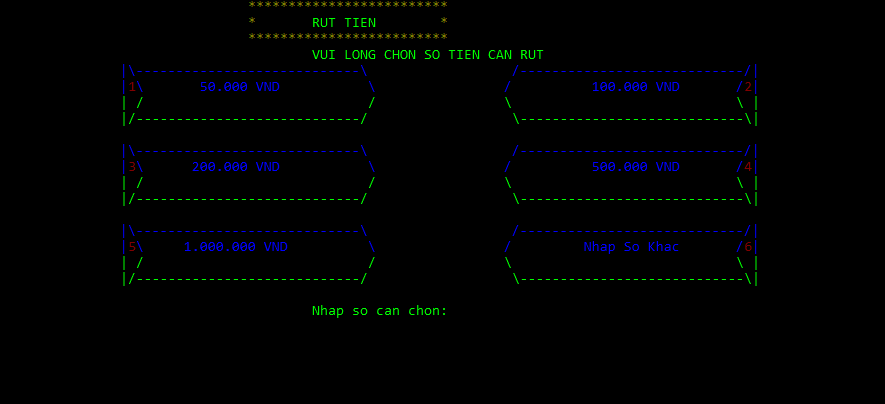 *************************
* RUT TIEN *
*************************
VUI LONG CHON SO TIEN CAN RUT
1 50.000 VND 100.000 VND 2
3 200.000 VND 500.000 VND 4
5 1.000.000 VND Nhap So Khac 6
Nhap so can chon: